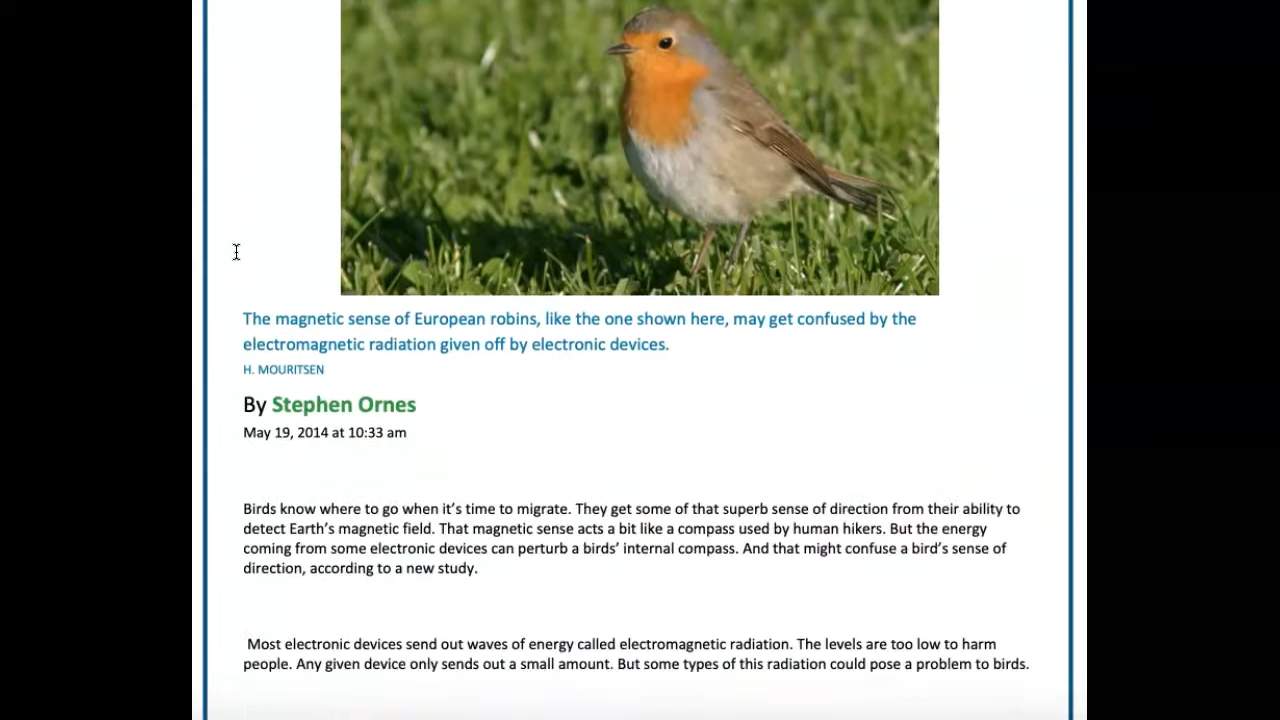 The magnetic sense of European robins, like the one shown here, may get confused by the
electromagnetic radiation given off by electronic devices.
H. MOURITSEN
By Stephen Ornes
May 19, 2014 at 10:33 am
Birds know where to go when it’s time to migrate. They get some of that superb sense of direction from their ability to
detect Earth’s magnetic field. That magnetic sense acts a bit like a compass used by human hikers. But the energy
coming from some electronic devices can perturb a birds’ internal compass. And that might confuse a bird’s sense of
direction, according to a new study.
Most electronic devices send out waves of energy called electromagnetic radiation. The levels are too low to harm
people. Any given device only sends out a small amount. But some types of this radiation could pose a problem to birds.